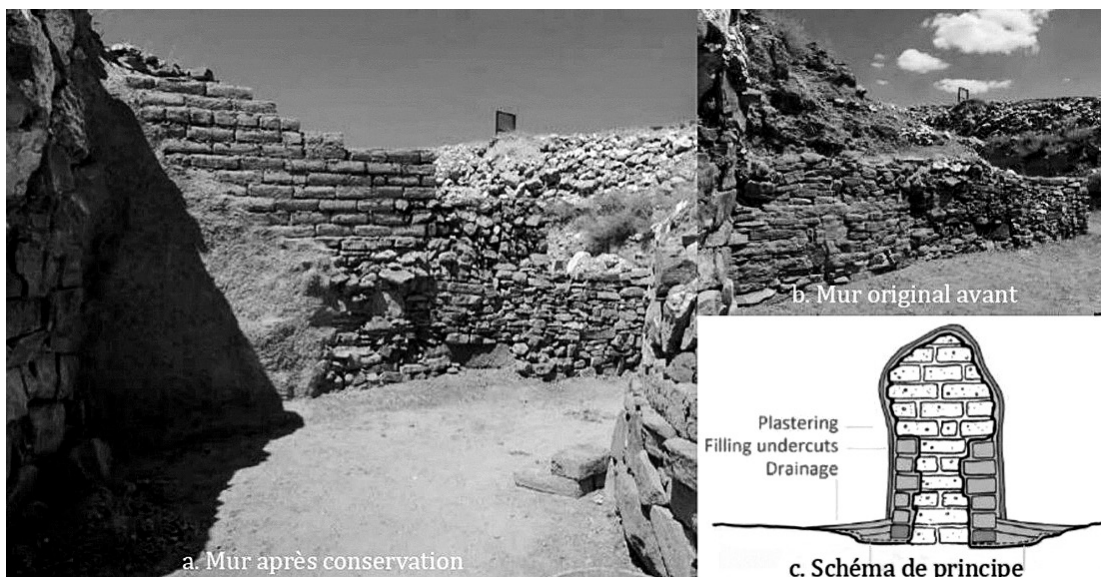 a. Mur après conservation
b. Mur original avant
Plastering
Filling undercuts
Drainage
c. Schéma de principe